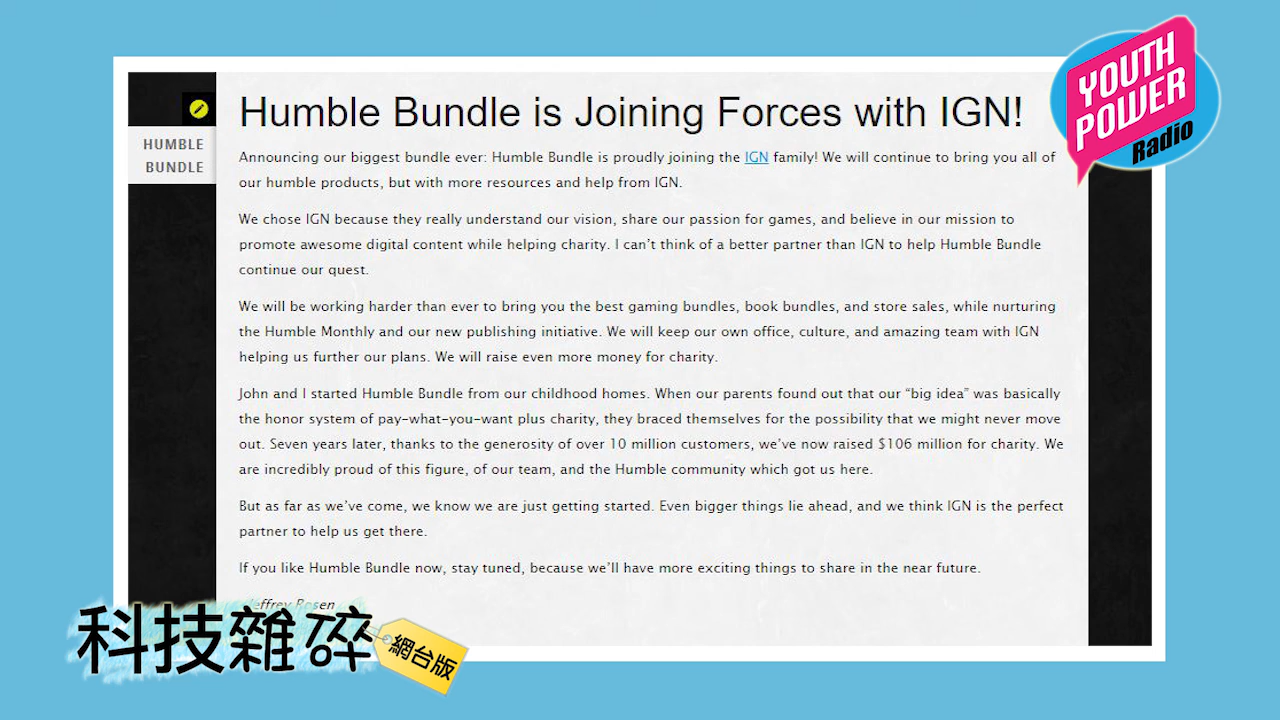 YOUTH
POWER
Radio
HUMBLE
BUNDLE
Humble Bundle is Joining Forces with IGN!
Announcing our biggest bundle ever: Humble Bundle is proudly joining the IGN family! We will continue to bring you all of
our humble products, but with more resources and help from IGN.
We chose IGN because they really understand our vision, share our passion for games, and believe in our mission to
promote awesome digital content while helping charity. I can’t think of a better partner than IGN to help Humble Bundle
continue our quest.
We will be working harder than ever to bring you the best gaming bundles, book bundles, and store sales, while nurturing
the Humble Monthly and our new publishing initiative. We will keep our own office, culture, and amazing team with IGN
helping us further our plans. We will raise even more money for charity.
John and I started Humble Bundle from our childhood homes. When our parents found out that our “big idea” was basically
the honor system of pay-what-you-want plus charity, they braced themselves for the possibility that we might never move
out. Seven years later, thanks to the generosity of over 10 million customers, we’ve now raised $106 million for charity. We
are incredibly proud of this figure, of our team, and the Humble community which got us here.
But as far as we’ve come, we know we are just getting started. Even bigger things lie ahead, and we think IGN is the perfect
partner to help us get there.
If you like Humble Bundle now, stay tuned, because we’ll have more exciting things to share in the near future.
Jeffrey Rosen
科技雜碎
網台版